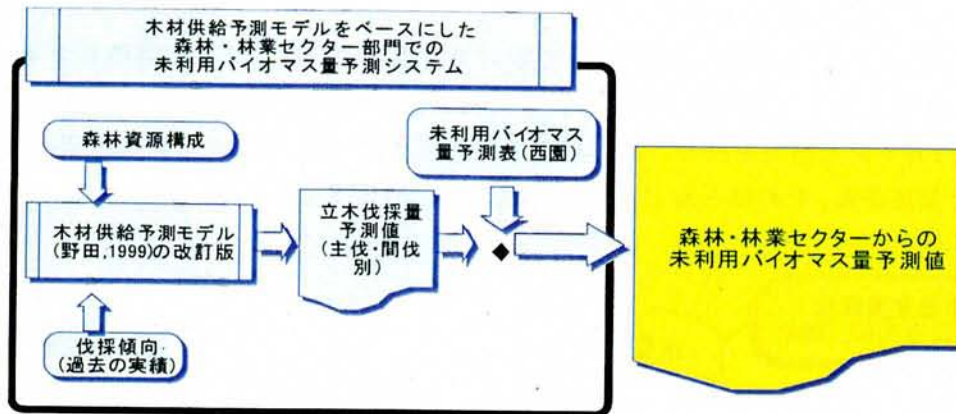 木材供給予測モデルをベースにした
森林・林業セクター部門での
未利用バイオマス量予測システム
森林資源構成
未利用バイオマス
量予測表(西園)
木材供給予測モデル
(野田,1999)の改訂版
立木伐採量
予測値
(主伐・間伐
別)
森林・林業セクターからの
未利用バイオマス量予測値
伐採傾向
(過去の実績)